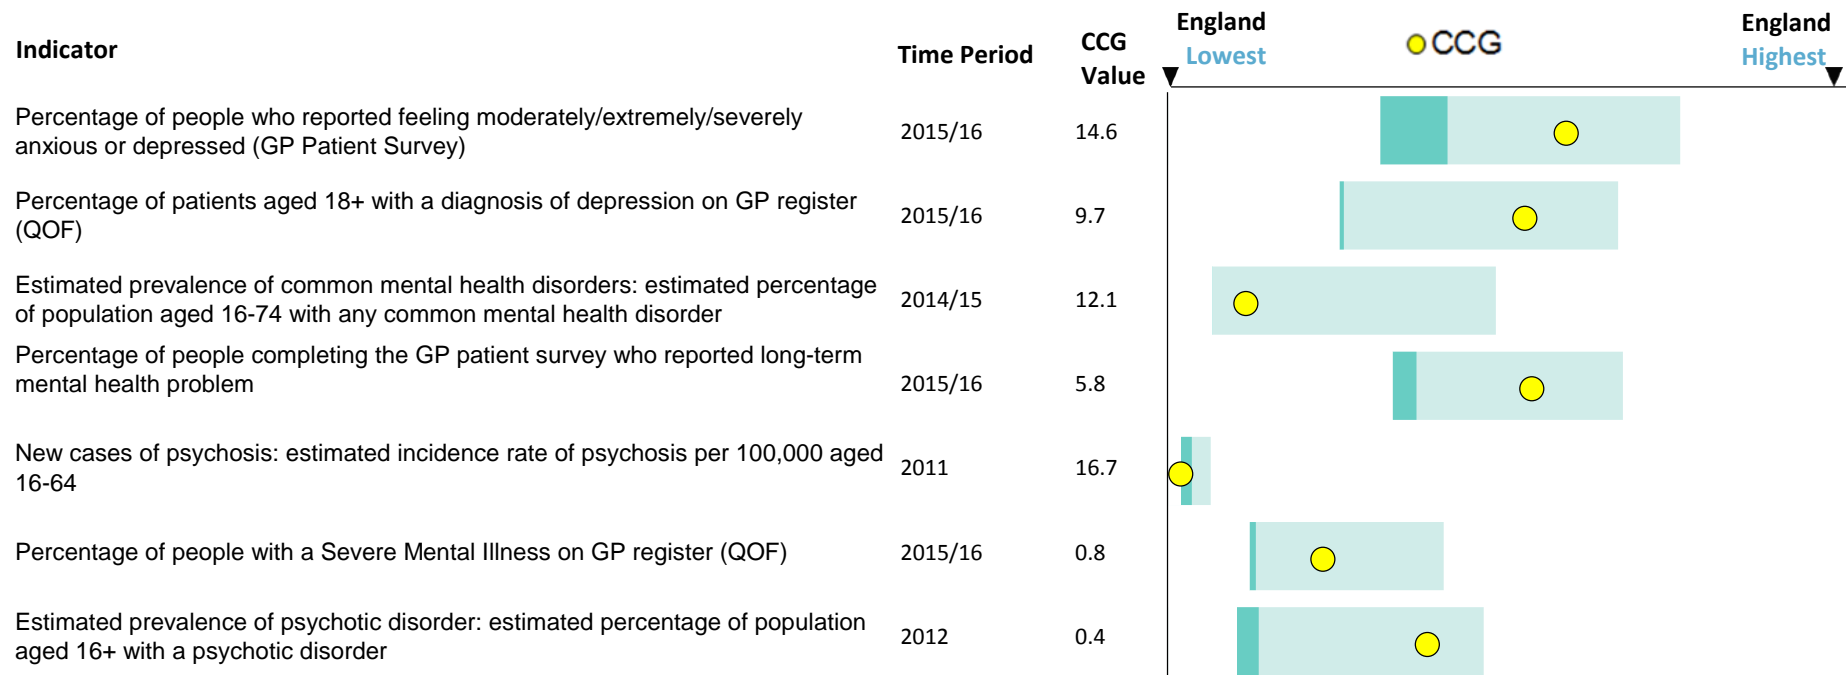 Indicator
Time Period
CCG
Value
England
Lowest
CCG
England
Highest
Percentage of people who reported feeling moderately/extremely/severely
anxious or depressed (GP Patient Survey)
2015/16
14.6
Percentage of patients aged 18+ with a diagnosis of depression on GP register
(QOF)
2015/16
9.7
Estimated prevalence of common mental health disorders: estimated percentage
of population aged 16-74 with any common mental health disorder
2014/15
12.1
Percentage of people completing the GP patient survey who reported long-term
mental health problem
2015/16
5.8
New cases of psychosis: estimated incidence rate of psychosis per 100,000 aged
16-64
2011
16.7
Percentage of people with a Severe Mental Illness on GP register (QOF)
2015/16
0.8
Estimated prevalence of psychotic disorder: estimated percentage of population
aged 16+ with a psychotic disorder
2012
0.4